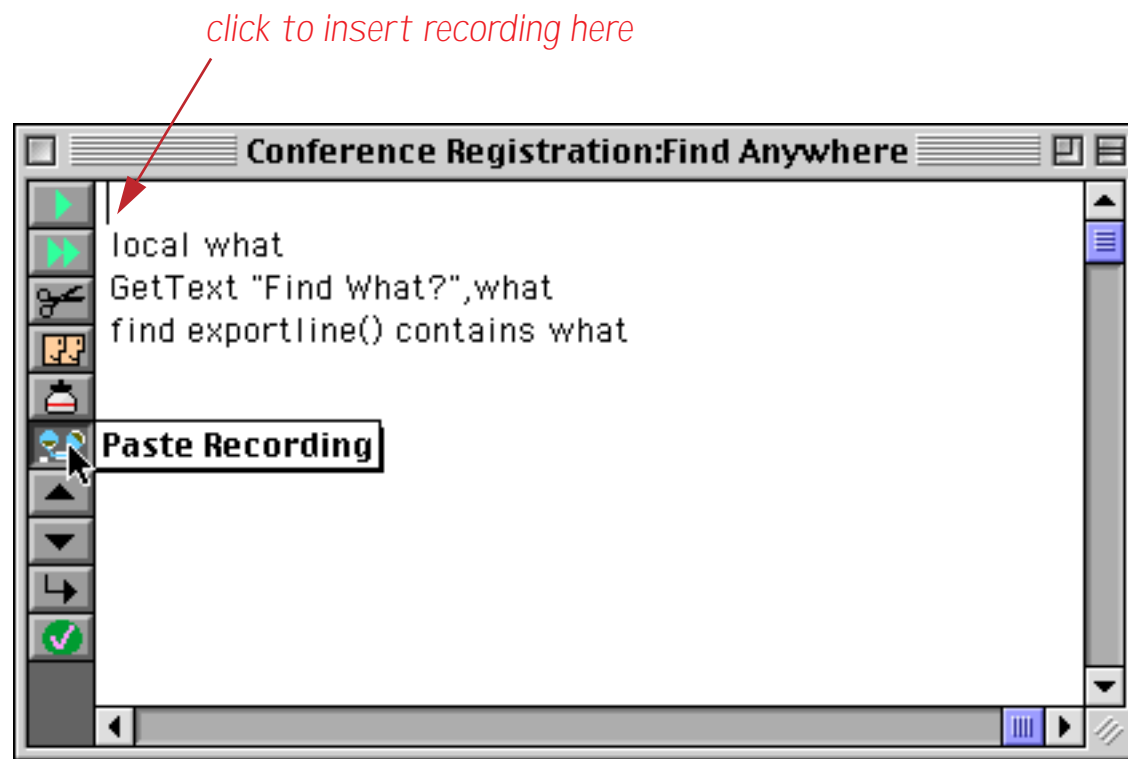 click to insert recording here
Conference Registration:Find Anywhere
local what
GetText "Find What?",what
find exportline() contains what
Paste Recording